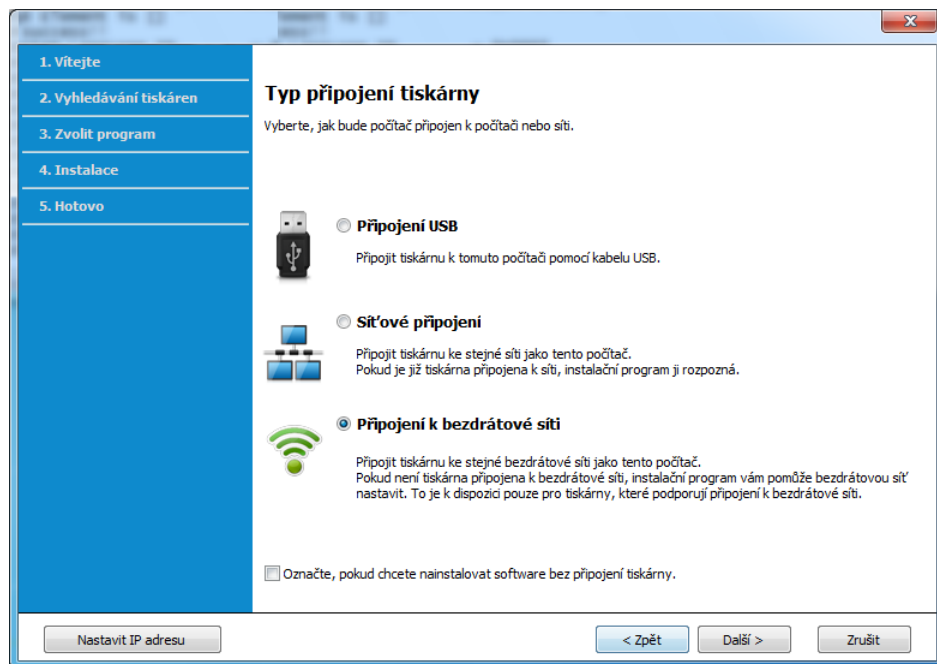 1. Vítejte
2. Vyhledávání tiskáren
3. Zvolit program
4. Instalace
5. Hotovo
Typ připojení tiskárny
Vyberte, jak bude počítač připojen k počítači nebo síti.
Připojení USB
Připojit tiskárnu k tomuto počítači pomocí kabelu USB.
Síťové připojení
Připojit tiskárnu ke stejné síti jako tento počítač.
Pokud je již tiskárna připojena k síti, instalační program ji rozpozná.
Připojení k bezdrátové síti
Připojit tiskárnu ke stejné bezdrátové síti jako tento počítač.
Pokud není tiskárna připojena k bezdrátové síti, instalační program vám pomůže bezdrátovou síť
nastavit. To je k dispozici pouze pro tiskárny, které podporují připojení k bezdrátové síti.
Označte, pokud chcete nainstalovat software bez připojení tiskárny.
Nastavit IP adresu
< Zpět
Další >
Zrušit